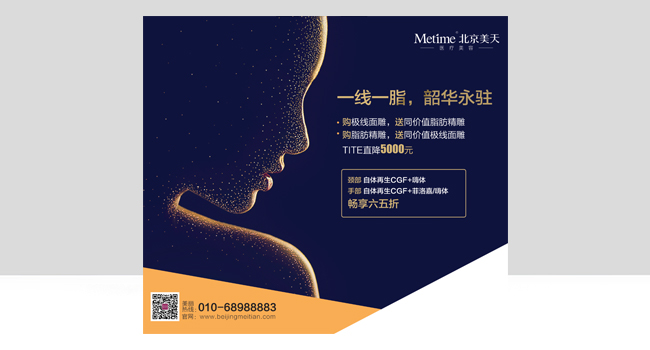 Metime® 北京美天
医疗美容
一线一脂，韶华永驻
• 购极线面雕，送同价值脂肪精雕
• 购脂肪精雕，送同价值极线面雕
TITE直降5000元
颈部 自体再生CGF+嗨体
手部 自体再生CGF+菲洛嘉/嗨体
畅享六五折
美丽热线: 010-68988883
官网: www.beijingmeitian.com